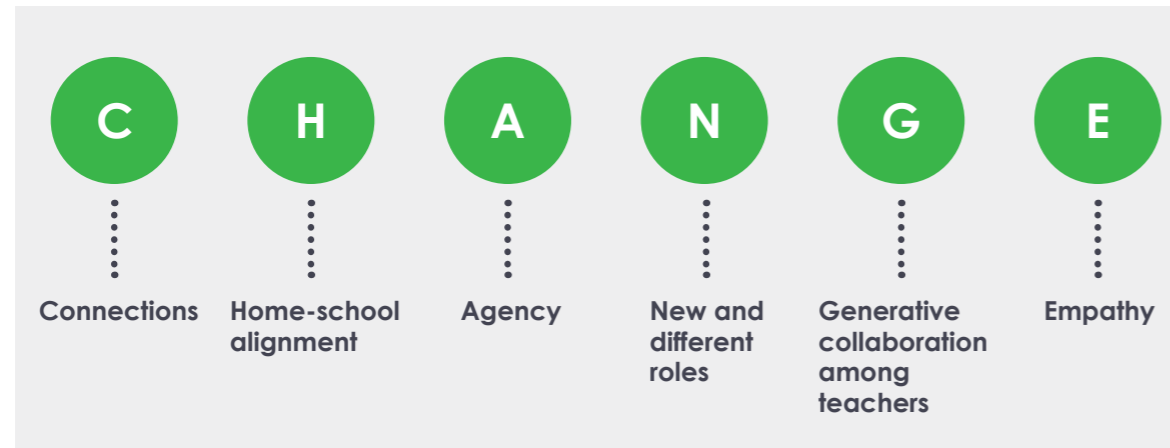 C
H
A
N
G
E
Connections
Home-school
alignment
Agency
New and
different
roles
Generative
collaboration
among
teachers
Empathy